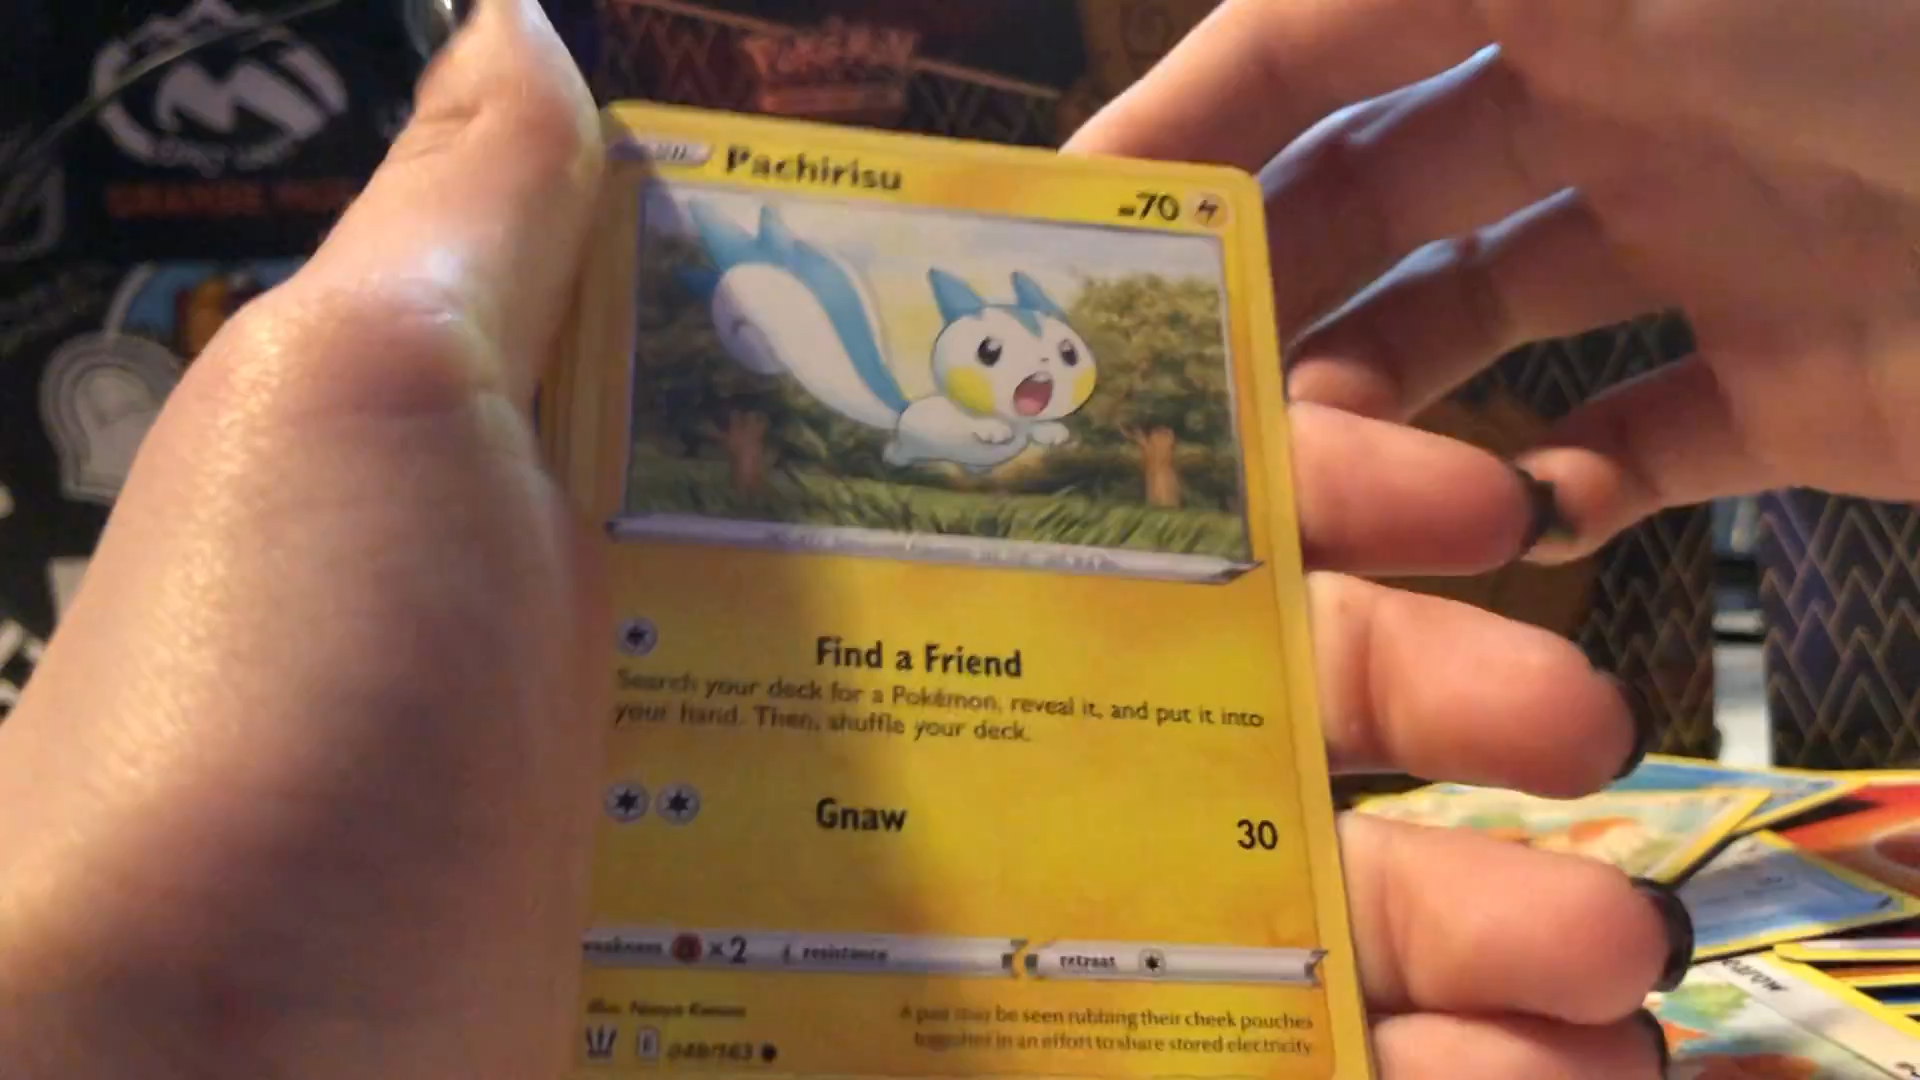 Pokémon
Pachirisu
70
Find a Friend
Search your deck for a Pokémon, reveal it, and put it into
your hand. Then, shuffle your deck.
Gnaw
30
weakness
×2
resistance
retreat
A pair may be seen rubbing their cheek pouches
together in an effort to share stored electricity.